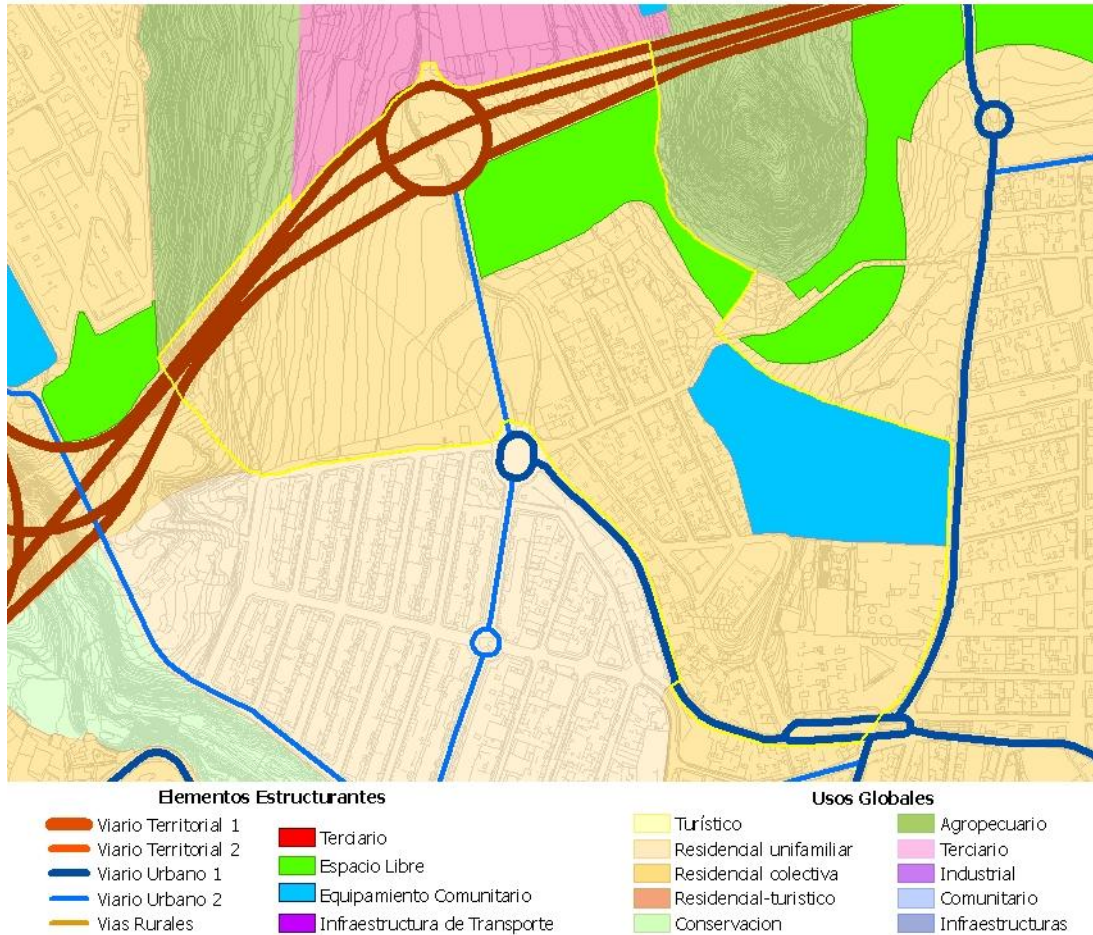 Elementos Estructurantes
Viario Territorial 1
Viario Territorial 2
Viario Urbano 1
Viario Urbano 2
Vias Rurales
Terciario
Espacio Libre
Equipamiento Comunitario
Infraestructura de Transporte
Usos Globales
Turístico
Residencial unifamiliar
Residencial colectiva
Residencial-turistico
Conservacion
Agropecuario
Terciario
Industrial
Comunitario
Infraestructuras